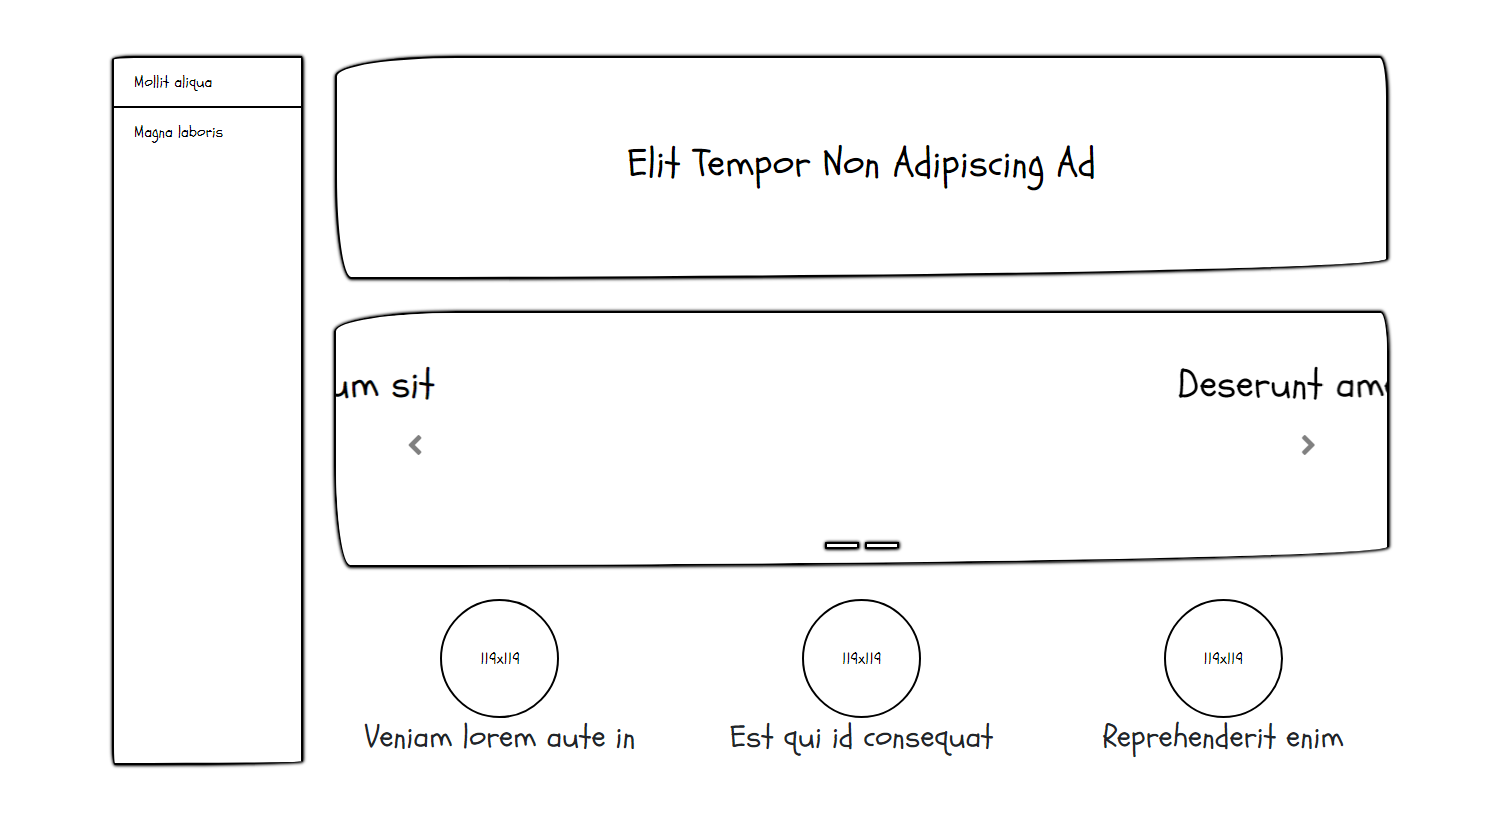 Mollit aliqua
Magna laboris
Elit Tempor Non Adipiscing Ad
um sit
Deserunt am
119x119
119x119
119x119
Veniam lorem aute in
Est qui id consequat
Reprehenderit enim